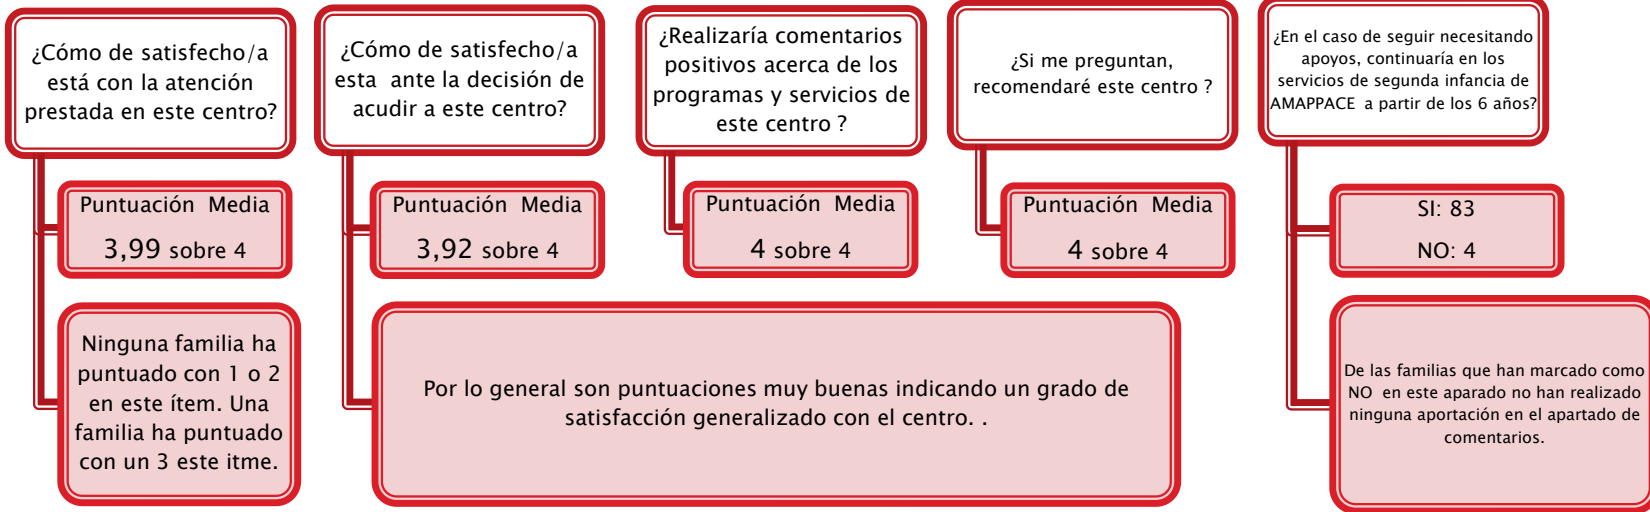 ¿Cómo de satisfecho/a
está con la atención
prestada en este centro?
Puntuación Media
3,99 sobre 4
Ninguna familia ha
puntuado con 1 o 2
en este ítem. Una
familia ha puntuado
con un 3 este itme.
¿Cómo de satisfecho/a
esta ante la decisión de
acudir a este centro?
Puntuación Media
3,92 sobre 4
¿Realizaría comentarios
positivos acerca de los
programas y servicios de
este centro ?
Puntuación Media
4 sobre 4
¿Si me preguntan,
recomendaré este centro ?
Puntuación Media
4 sobre 4
Por lo general son puntuaciones muy buenas indicando un grado de
satisfacción generalizado con el centro. .
¿En el caso de seguir necesitando
apoyos, continuaría en los
servicios de segunda infancia de
AMAPPACE a partir de los 6 años?
SI: 83
NO: 4
De las familias que han marcado como
NO en este aparado no han realizado
ninguna aportación en el apartado de
comentarios.